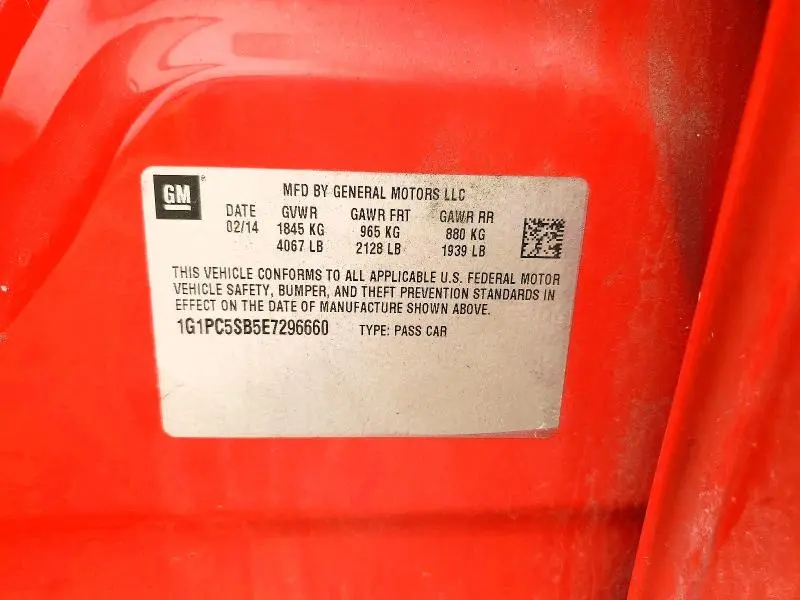 GM ®
MFD BY GENERAL MOTORS LLC
DATE GVWR GAWR FRT GAWR RR
02/14 1845 KG 965 KG 880 KG
4067 LB 2128 LB 1939 LB
THIS VEHICLE CONFORMS TO ALL APPLICABLE U.S. FEDERAL MOTOR
VEHICLE SAFETY, BUMPER, AND THEFT PREVENTION STANDARDS IN
EFFECT ON THE DATE OF MANUFACTURE SHOWN ABOVE.
1G1PC5SB5E7296660 TYPE: PASS CAR